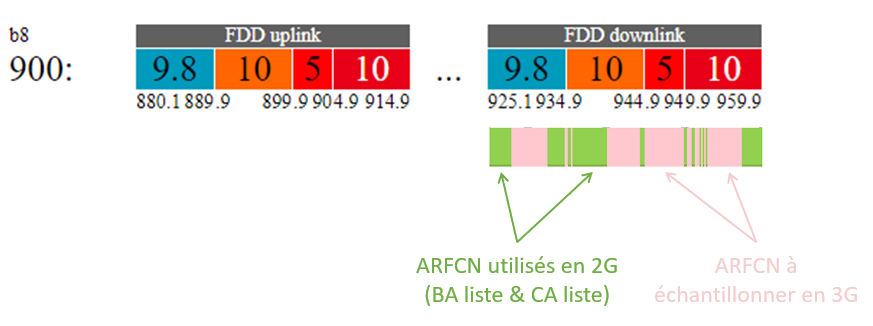 b8
900:
FDD uplink
9.8 10 5 10
880.1 889.9 899.9 904.9 914.9
...
FDD downlink
9.8 10 5 10
925.1 934.9 944.9 949.9 959.9
ARFCN utilisés en 2G
(BA liste & CA liste)
ARFCN à
échantillonner en 3G